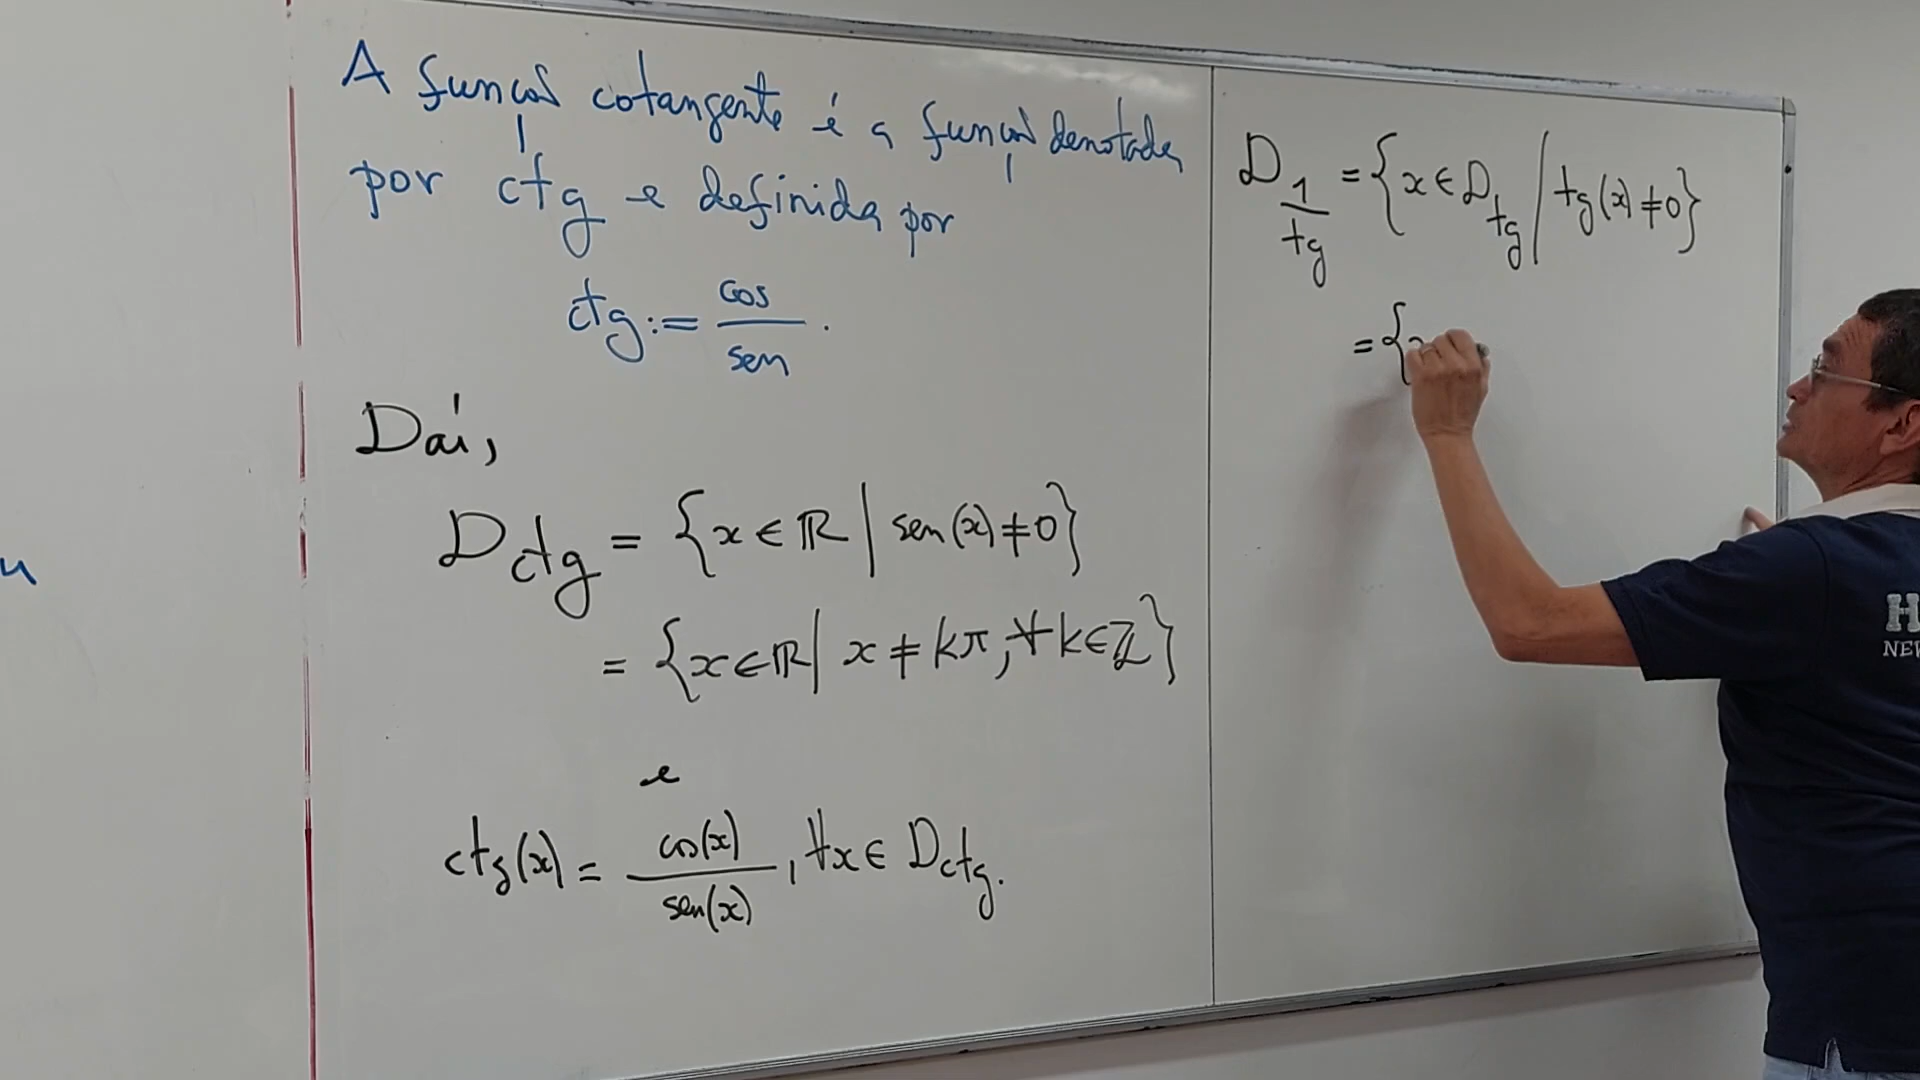 A função cotangente é a função denotada
por ctg e definida por
ctg := cos/sen .
Daí,
D_ctg = {x ∈ ℝ | sen(x) ≠ 0}
= {x ∈ ℝ | x ≠ kπ, ∀ k ∈ ℤ}
e
ctg(x) = cos(x)/sen(x) , ∀x ∈ D_ctg.
D_1/tg = {x ∈ D_tg / tg(x) ≠ 0}
= {x
H
NEW
u